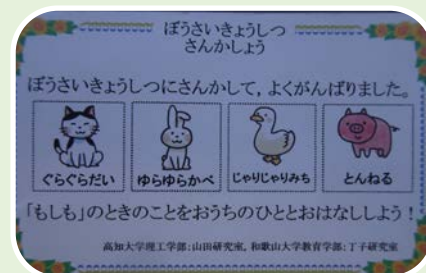 ぼうさいきょうしつ
さんかしょう
ぼうさいきょうしつにさんかして，よくがんばりました。
ぐらぐらだい
ゆらゆらかべ
じゃりじゃりみち
とんねる
「もしも」のときのことをおうちのひととおはなししよう！
高知大学理工学部：山田研究室，和歌山大学教育学部：丁子研究室